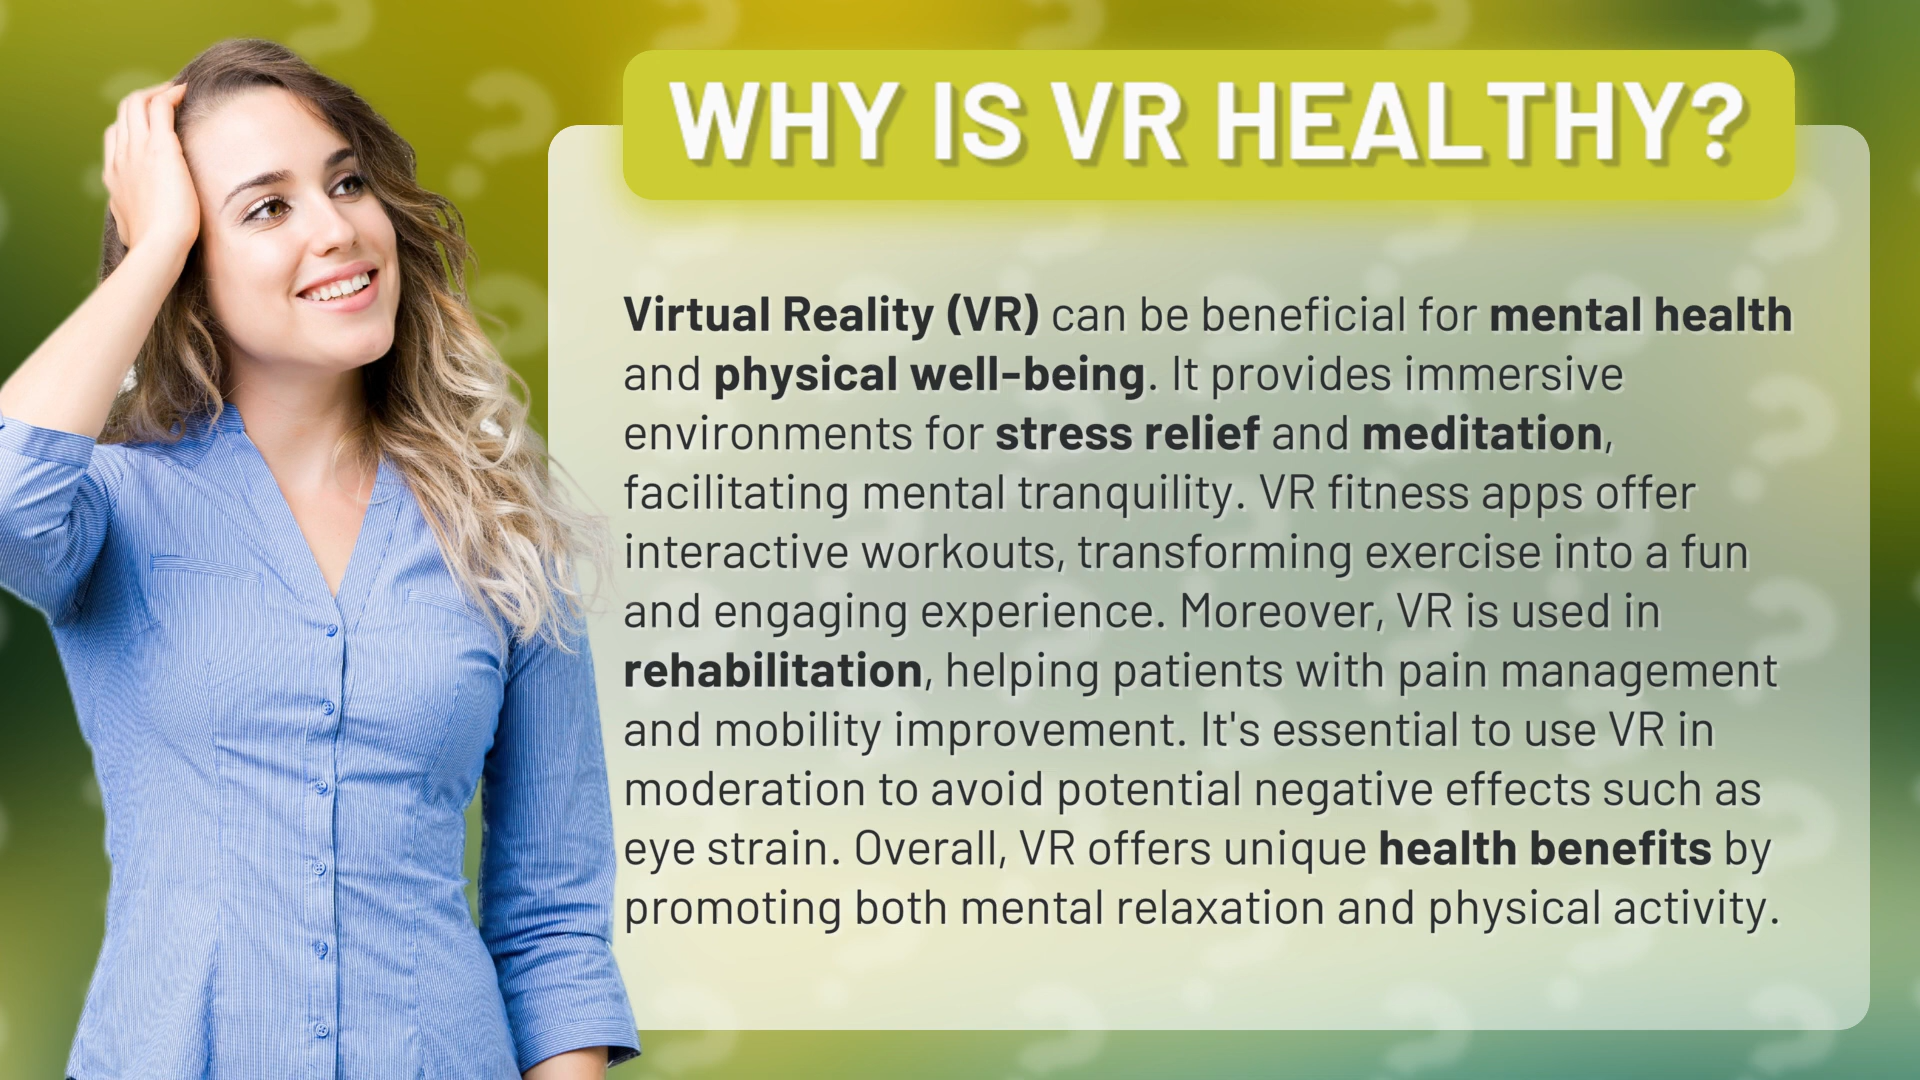 WHY IS VR HEALTHY?
Virtual Reality (VR) can be beneficial for mental health
and physical well-being. It provides immersive
environments for stress relief and meditation,
facilitating mental tranquility. VR fitness apps offer
interactive workouts, transforming exercise into a fun
and engaging experience. Moreover, VR is used in
rehabilitation, helping patients with pain management
and mobility improvement. It's essential to use VR in
moderation to avoid potential negative effects such as
eye strain. Overall, VR offers unique health benefits by
promoting both mental relaxation and physical activity.